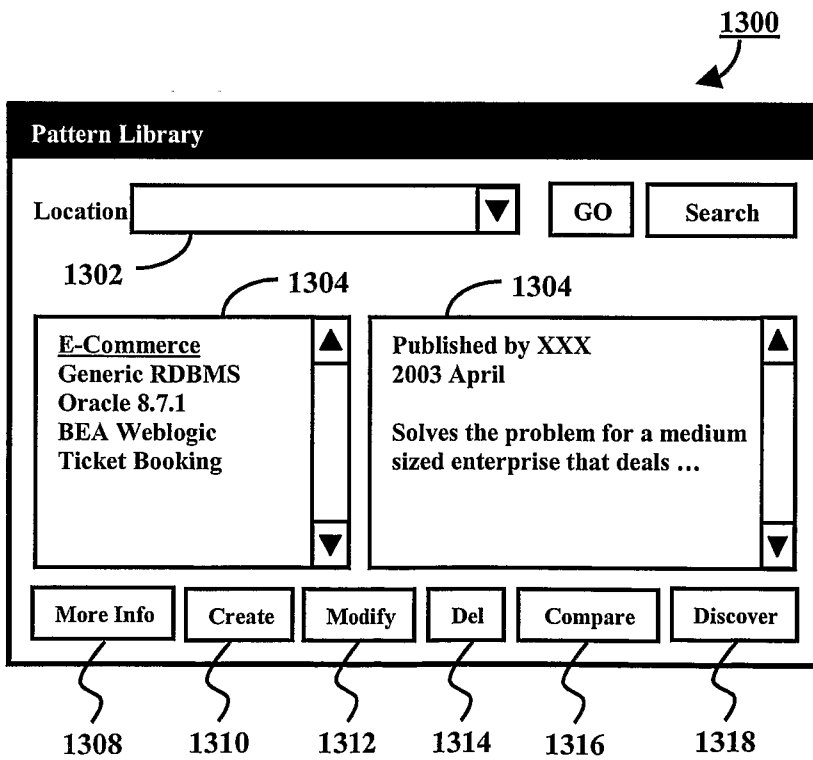 1300
Pattern Library
Location
GO
Search
1302
1304
1304
E-Commerce
Generic RDBMS
Oracle 8.7.1
BEA Weblogic
Ticket Booking
Published by XXX
2003 April
Solves the problem for a medium
sized enterprise that deals ...
More Info
Create
Modify
Del
Compare
Discover
1308
1310
1312
1314
1316
1318